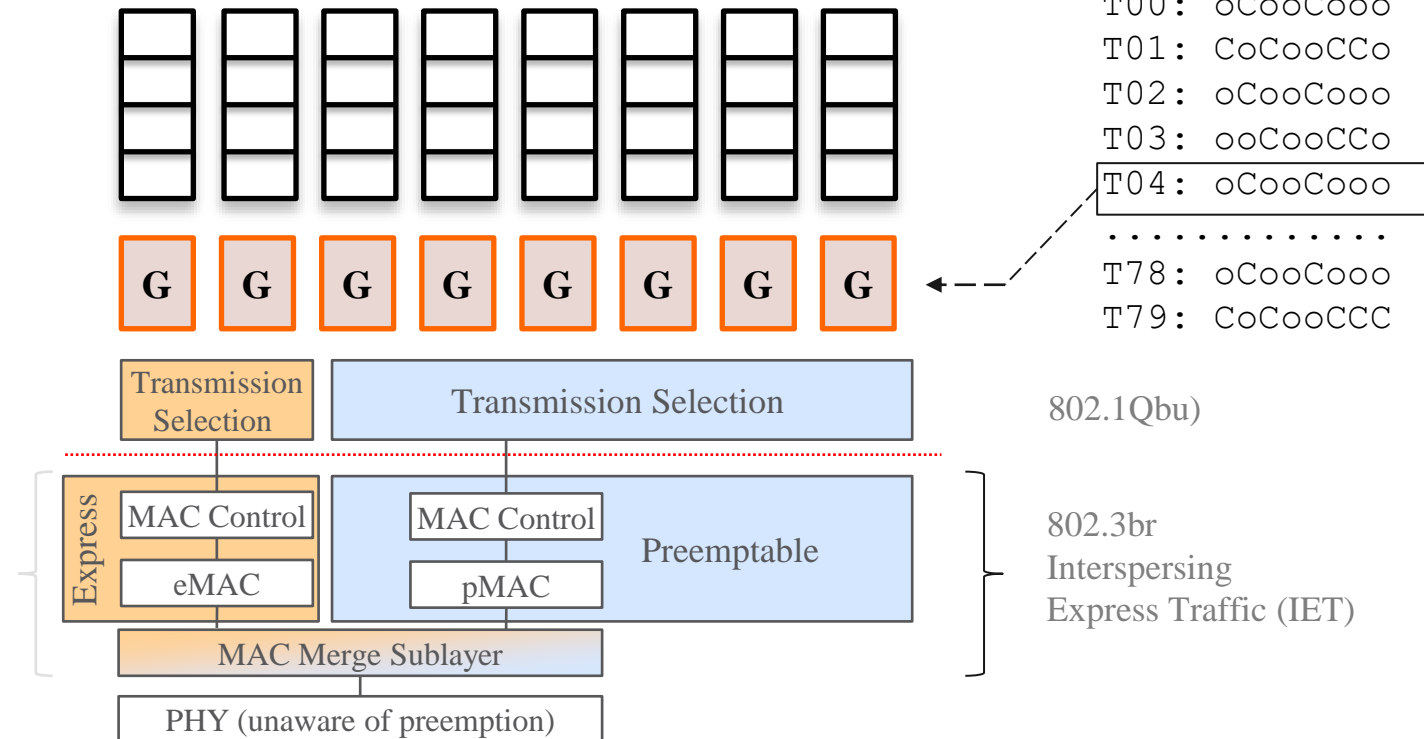 T00: oCooCooo
T01: CoCooCCo
T02: oCooCooo
T03: ooCooCCo
T04: oCooCooo
.............
T78: oCooCooo
T79: CoCooCCC
G G G G G G G G
Transmission
Selection
Transmission Selection
802.1Qbu)
Express
MAC Control
eMAC
MAC Control
pMAC
Preemptable
802.3br
Interspersing
Express Traffic (IET)
MAC Merge Sublayer
PHY (unaware of preemption)